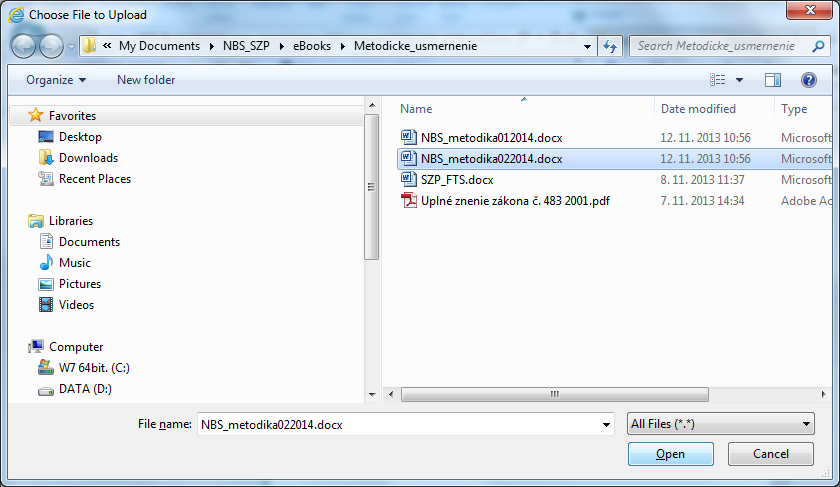 Choose File to Upload
« My Documents ▸ NBS_SZP ▸ eBooks ▸ Metodicke_usmernenie
Search Metodicke_usmernenie
Organize New folder
Name Date modified Type
Favorites
Desktop
Downloads
Recent Places
Libraries
Documents
Music
Pictures
Videos
Computer
W7 64bit. (C:)
DATA (D:)
NBS_metodika012014.docx 12. 11. 2013 10:56 Microsoft
NBS_metodika022014.docx 12. 11. 2013 10:56 Microsoft
SZP_FTS.docx 8. 11. 2013 11:37 Microsoft
Uplné znenie zákona č. 483 2001.pdf 7. 11. 2013 14:34 Adobe Ac
File name: NBS_metodika022014.docx All Files (*.*)
Open Cancel